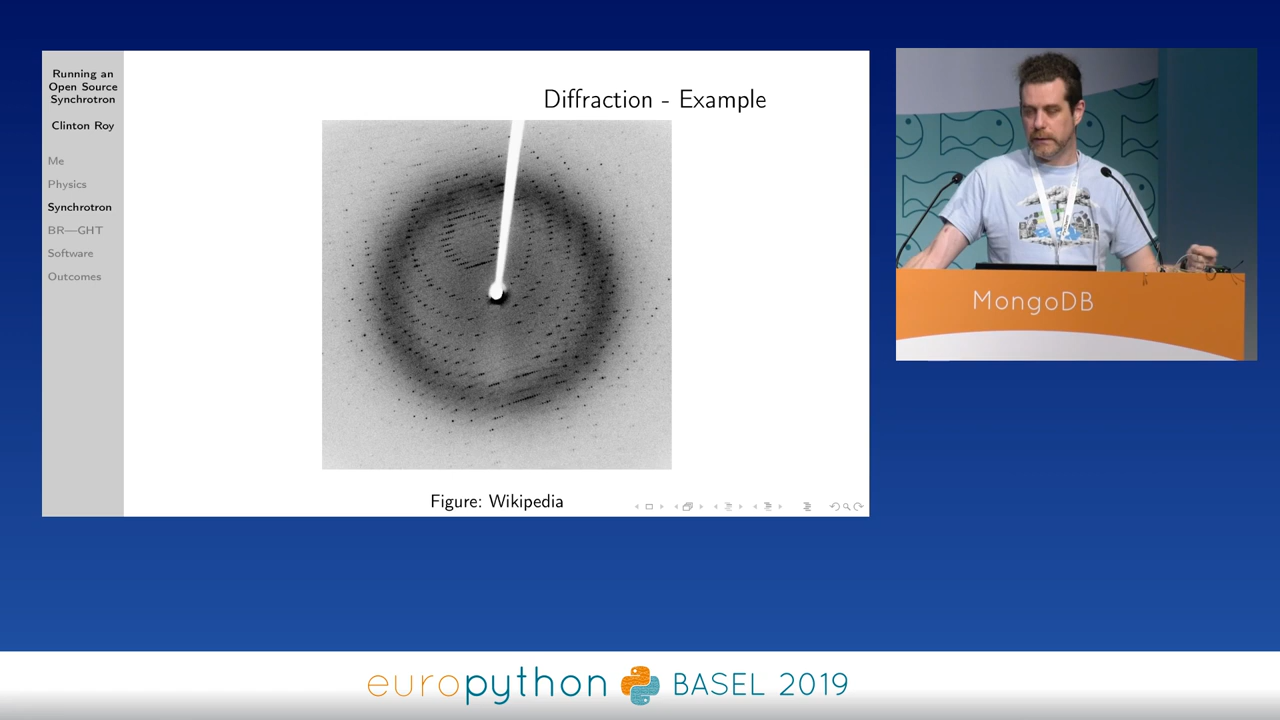 Running an
Open Source
Synchrotron
Clinton Roy
Me
Physics
Synchrotron
BR—GHT
Software
Outcomes
Diffraction - Example
Figure: Wikipedia
MongoDB
europython BASEL 2019